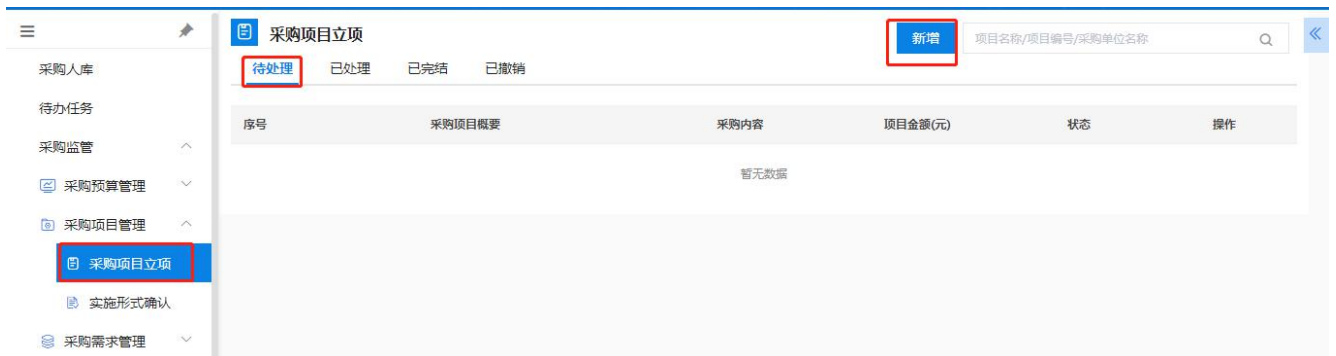 采购项目立项
新增
项目名称/项目编号/采购单位名称
待处理 已处理 已完结 已撤销
序号 采购项目概要 采购内容 项目金额(元) 状态 操作
暂无数据
采购人库
待办任务
采购监管
采购预算管理
采购项目管理
采购项目立项
实施形式确认
采购需求管理